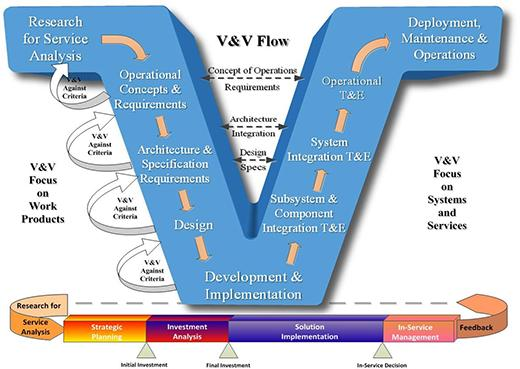 Research
for Service
Analysis
V&V Flow
Deployment,
Maintenance &
Operations
Operational
Concepts &
Requirements
Concept of Operations
Requirements
Operational
T&E
V&V
Against
Criteria
Architecture &
Specification
Requirements
Architecture
Integration
System
Integration T&E
V&V
Against
Criteria
Design
Specs
V&V
Focus
on
Work
Products
V&V
Against
Criteria
Design
Subsystem &
Component
Integration T&E
V&V
Focus
on
Systems
and
Services
V&V
Against
Criteria
Development &
Implementation
Research for
Service
Analysis
Strategic
Planning
Investment
Analysis
Solution
Implementation
In-Service
Management
Feedback
Initial Investment
Final Investment
In-Service Decision